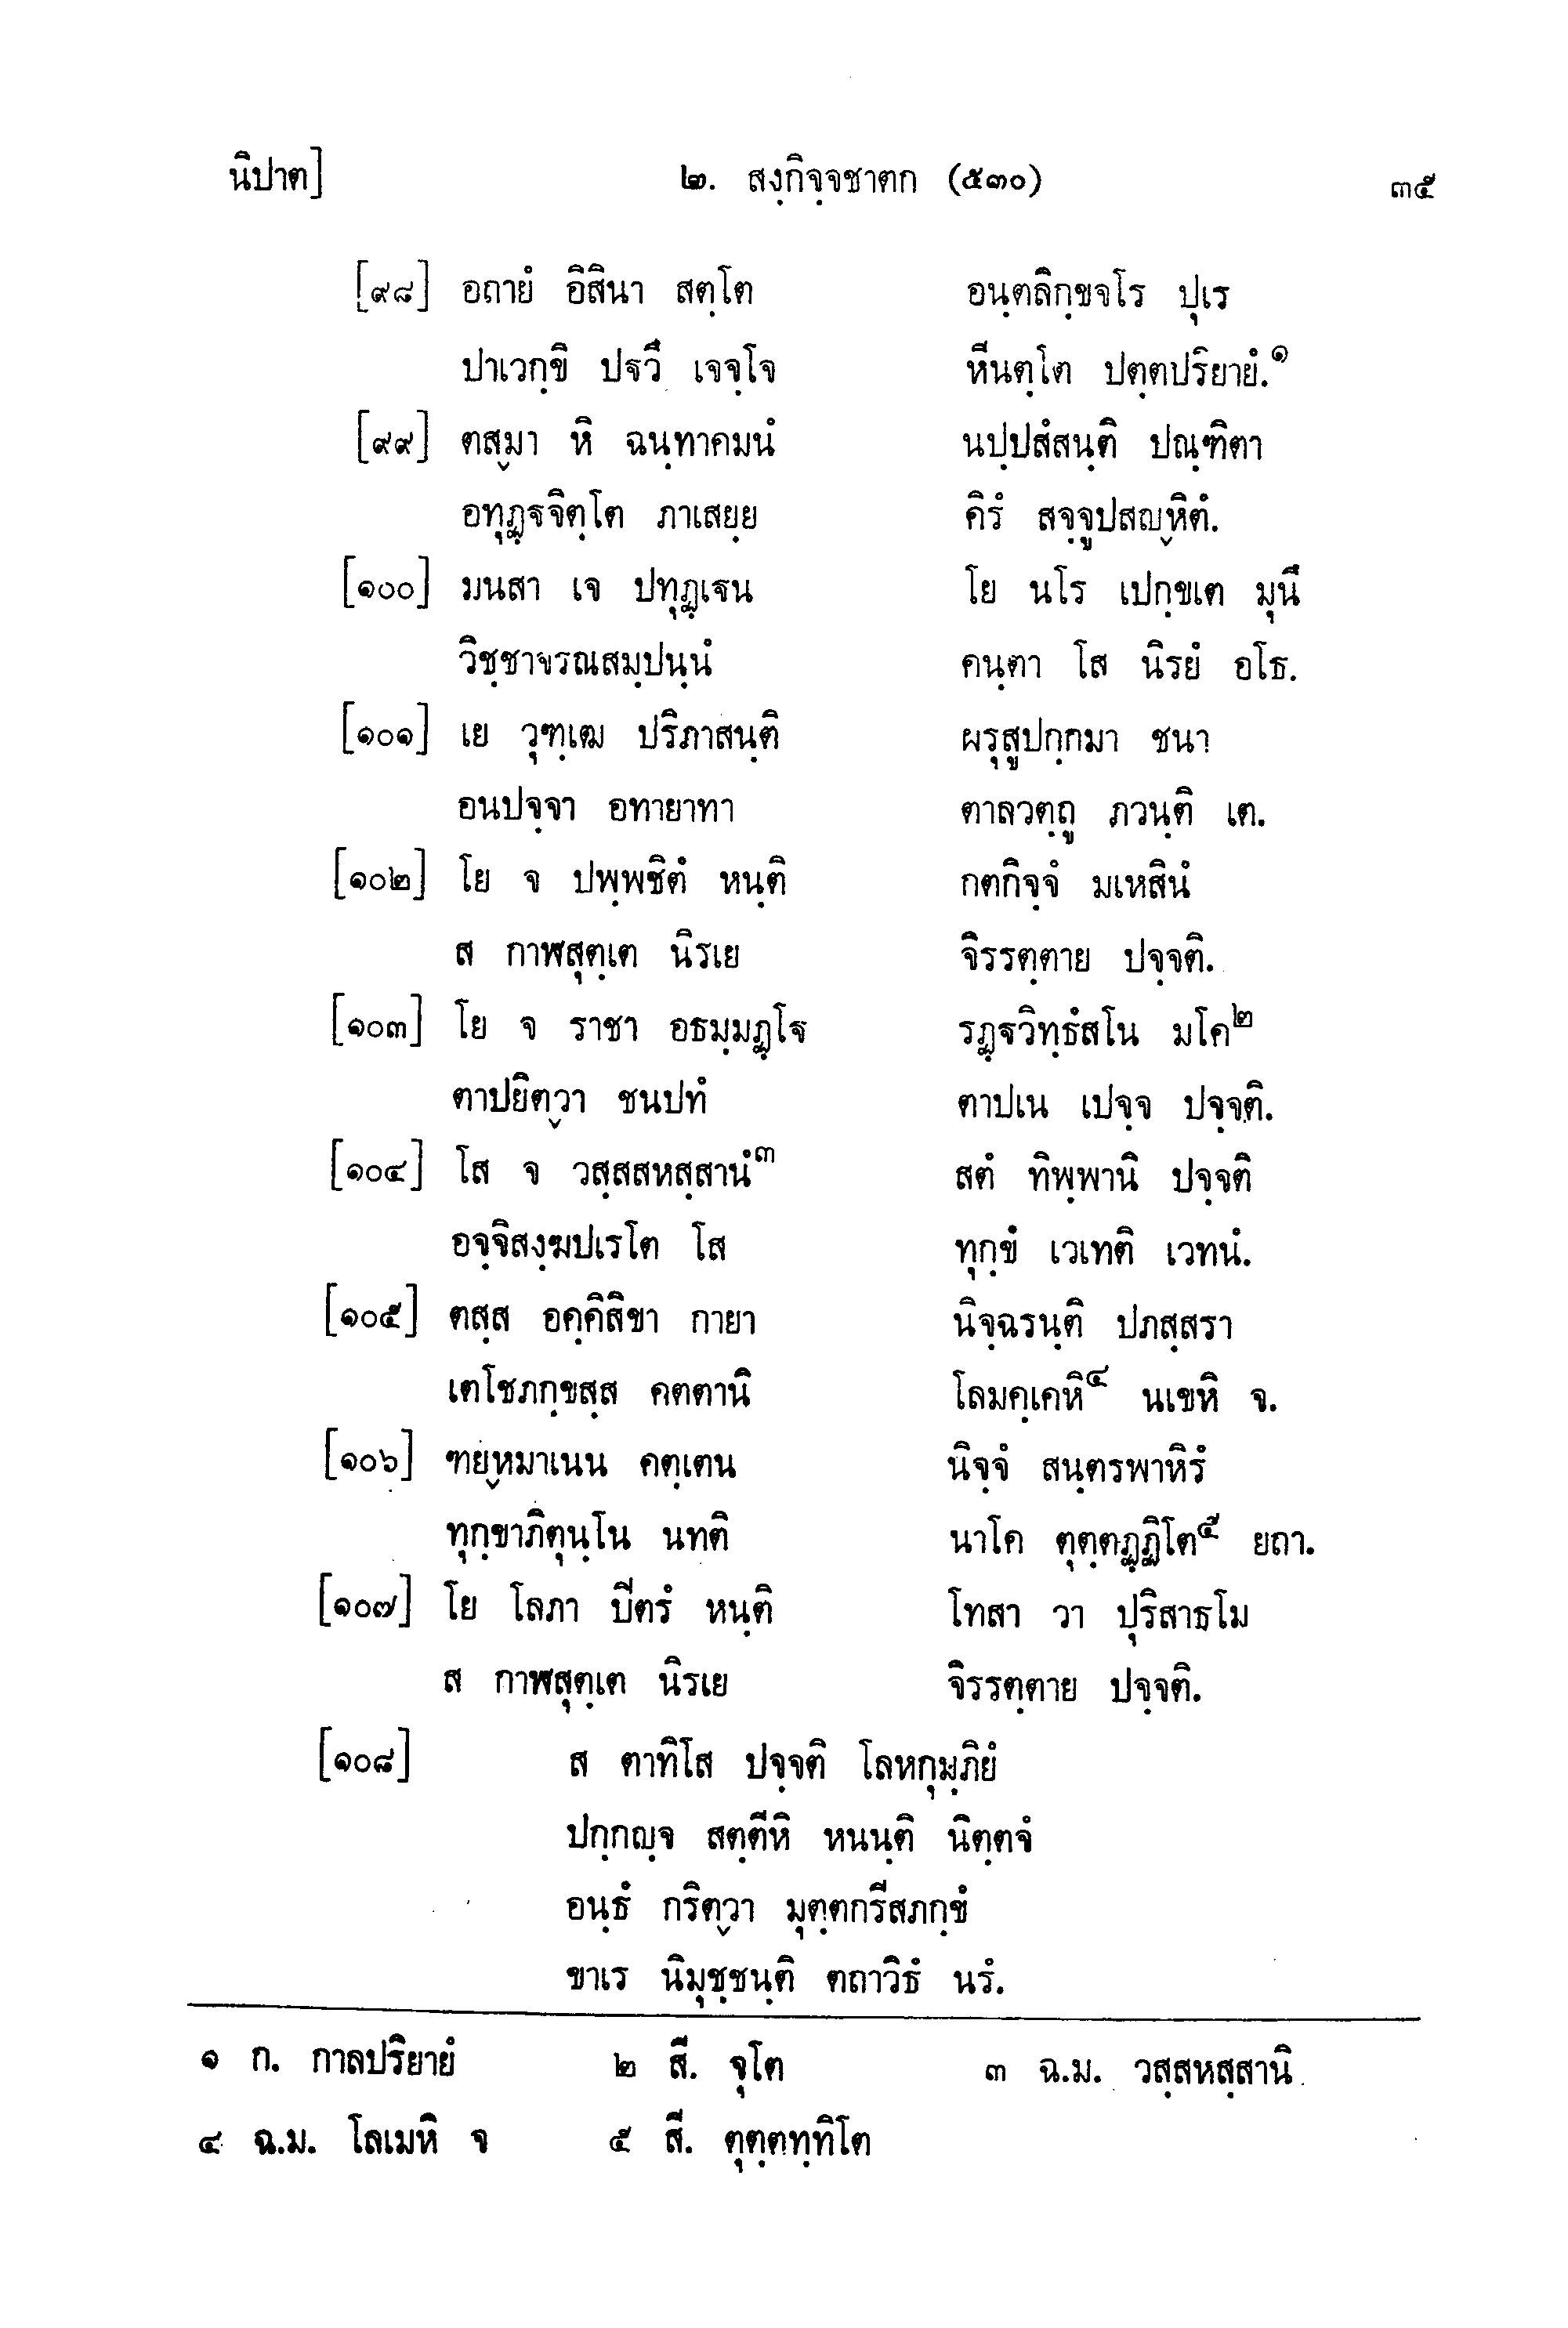 นิปาต] ๒. สงฺกิจฺจชาตก (๕๓๐) ๓๕
[๙๘] อถายํ อิสินา สตฺโต อนฺตลิกฺขจโร ปุเร
ปาเวกฺขิ ปฐวึ เจจฺโจ หีนตฺโต ปตฺตปริยายํ.๑
[๙๙] ตสฺมา หิ ฉนฺทาคมนํ นปฺปสํสนฺติ ปณฺฑิตา
อทุฏฺฐจิตฺโต ภาเสยฺย คิรํ สจฺจูปสญฺหิตํ.
[๑๐๐] มนสา เจ ปทุฏฺเฐน โย นโร เปกฺขเต มุนึ
วิชฺชาจรณสมฺปนฺนํ คนฺตา โส นิรยํ อโธ.
[๑๐๑] เย วุฑฺเฒ ปริภาสนฺติ ผรุสูปกฺกมา ชนา
อนปจฺจา อทายาทา ตาลวตฺถู ภวนฺติ เต.
[๑๐๒] โย จ ปพฺพชิตํ หนฺติ กตกิจฺจํ มเหสินํ
ส กาฬสุตฺเต นิรเย จิรรตฺตาย ปจฺจติ.
[๑๐๓] โย จ ราชา อธมฺมฏฺโฐ รฏฺฐวิทฺธํสโน มโค๒
ตาปยิตฺวา ชนปทํ ตาปเน เปจฺจ ปจฺจติ.
[๑๐๔] โส จ วสฺสสหสฺสานํ๓ สตํ ทิพฺพานิ ปจฺจติ
อจฺจิสงฺฆปเรโต โส ทุกฺขํ เวเทติ เวทนํ.
[๑๐๕] ตสฺส อคฺคิสิขา กายา นิจฺฉรนฺติ ปภสฺสรา
เตโชภกฺขสฺส คตตานิ โลมคฺเคหิ๔ นเขหิ จ.
[๑๐๖] ฑยฺหมาเนน คตฺเตน นิจฺจํ สนฺตรพาหิรํ
ทุกฺขาภิตุนฺโน นทติ นาโค ตุตฺตฏฺฏิโต๕ ยถา.
[๑๐๗] โย โลภา ปีตรํ หนฺติ โทสา วา ปุริสาธโม
ส กาฬสุตฺเต นิรเย จิรรตฺตาย ปจฺจติ.
[๑๐๘] ส ตาทิโส ปจฺจติ โลหกุมฺภิยํ
ปกฺกญฺจ สตฺตีหิ หนนฺติ นิตฺตจํ
อนฺธํ กริตฺวา มุตฺตกรีสภกฺขํ
ขาเร นิมุชฺชนฺติ ตถาวิธํ นรํ.
๑ ก. กาลปริยายํ ๒ สี. จุโต ๓ ฉ.ม. วสฺสหสฺสานิ
๔ ฉ.ม. โลเมหิ จ ๕ สี. ตุตฺตทฺทิโต